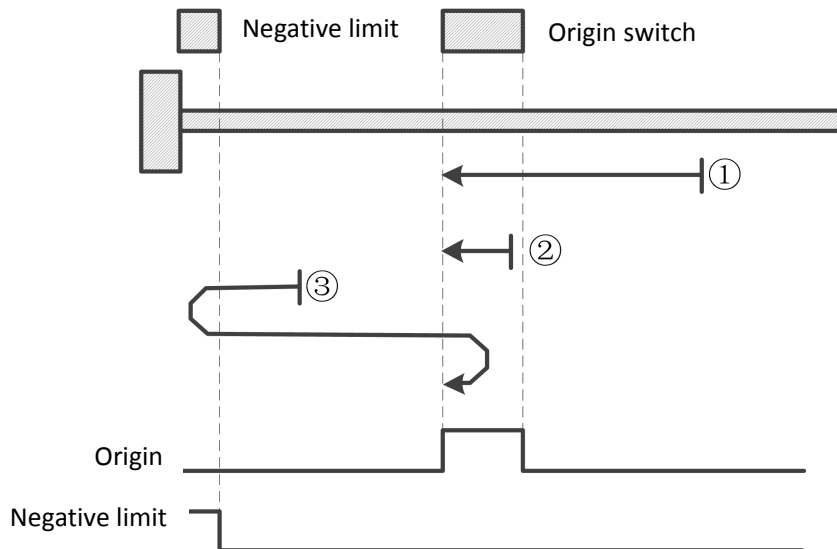 Negative limit
Origin switch
①
②
③
Origin
Negative limit